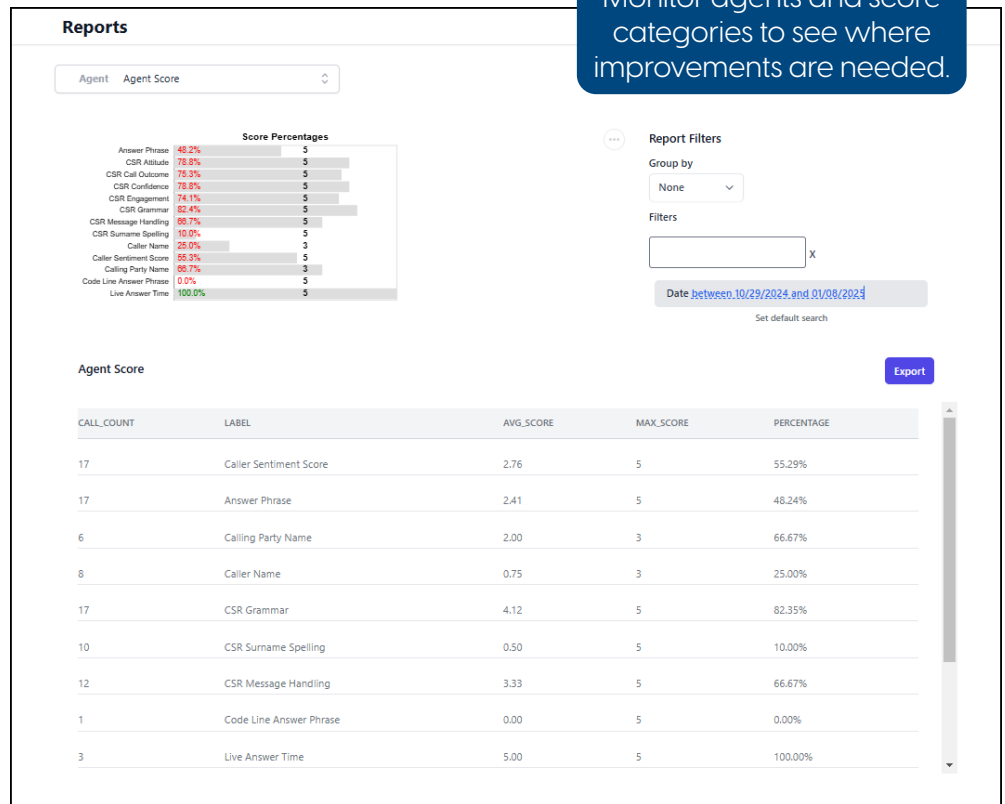 Monitor agents and score
categories to see where
improvements are needed.
Reports
Agent Agent Score
Score Percentages
Answer Phrase 48.2% 5
CSR Attitude 78.8% 5
CSR Call Outcome 75.3% 5
CSR Confidence 78.8% 5
CSR Engagement 74.1% 5
CSR Grammar 82.4% 5
CSR Message Handling 66.7% 5
CSR Surname Spelling 10.0% 5
Caller Name 25.0% 3
Caller Sentiment Score 55.3% 5
Calling Party Name 66.7% 3
Code Line Answer Phrase 0.0% 5
Live Answer Time 100.0% 5
Report Filters
Group by
None
Filters
X
Date between 10/29/2024 and 01/08/2025
Set default search
Agent Score
Export
CALL_COUNT LABEL AVG_SCORE MAX_SCORE PERCENTAGE
17 Caller Sentiment Score 2.76 5 55.29%
17 Answer Phrase 2.41 5 48.24%
6 Calling Party Name 2.00 3 66.67%
8 Caller Name 0.75 3 25.00%
17 CSR Grammar 4.12 5 82.35%
10 CSR Surname Spelling 0.50 5 10.00%
12 CSR Message Handling 3.33 5 66.67%
1 Code Line Answer Phrase 0.00 5 0.00%
3 Live Answer Time 5.00 5 100.00%